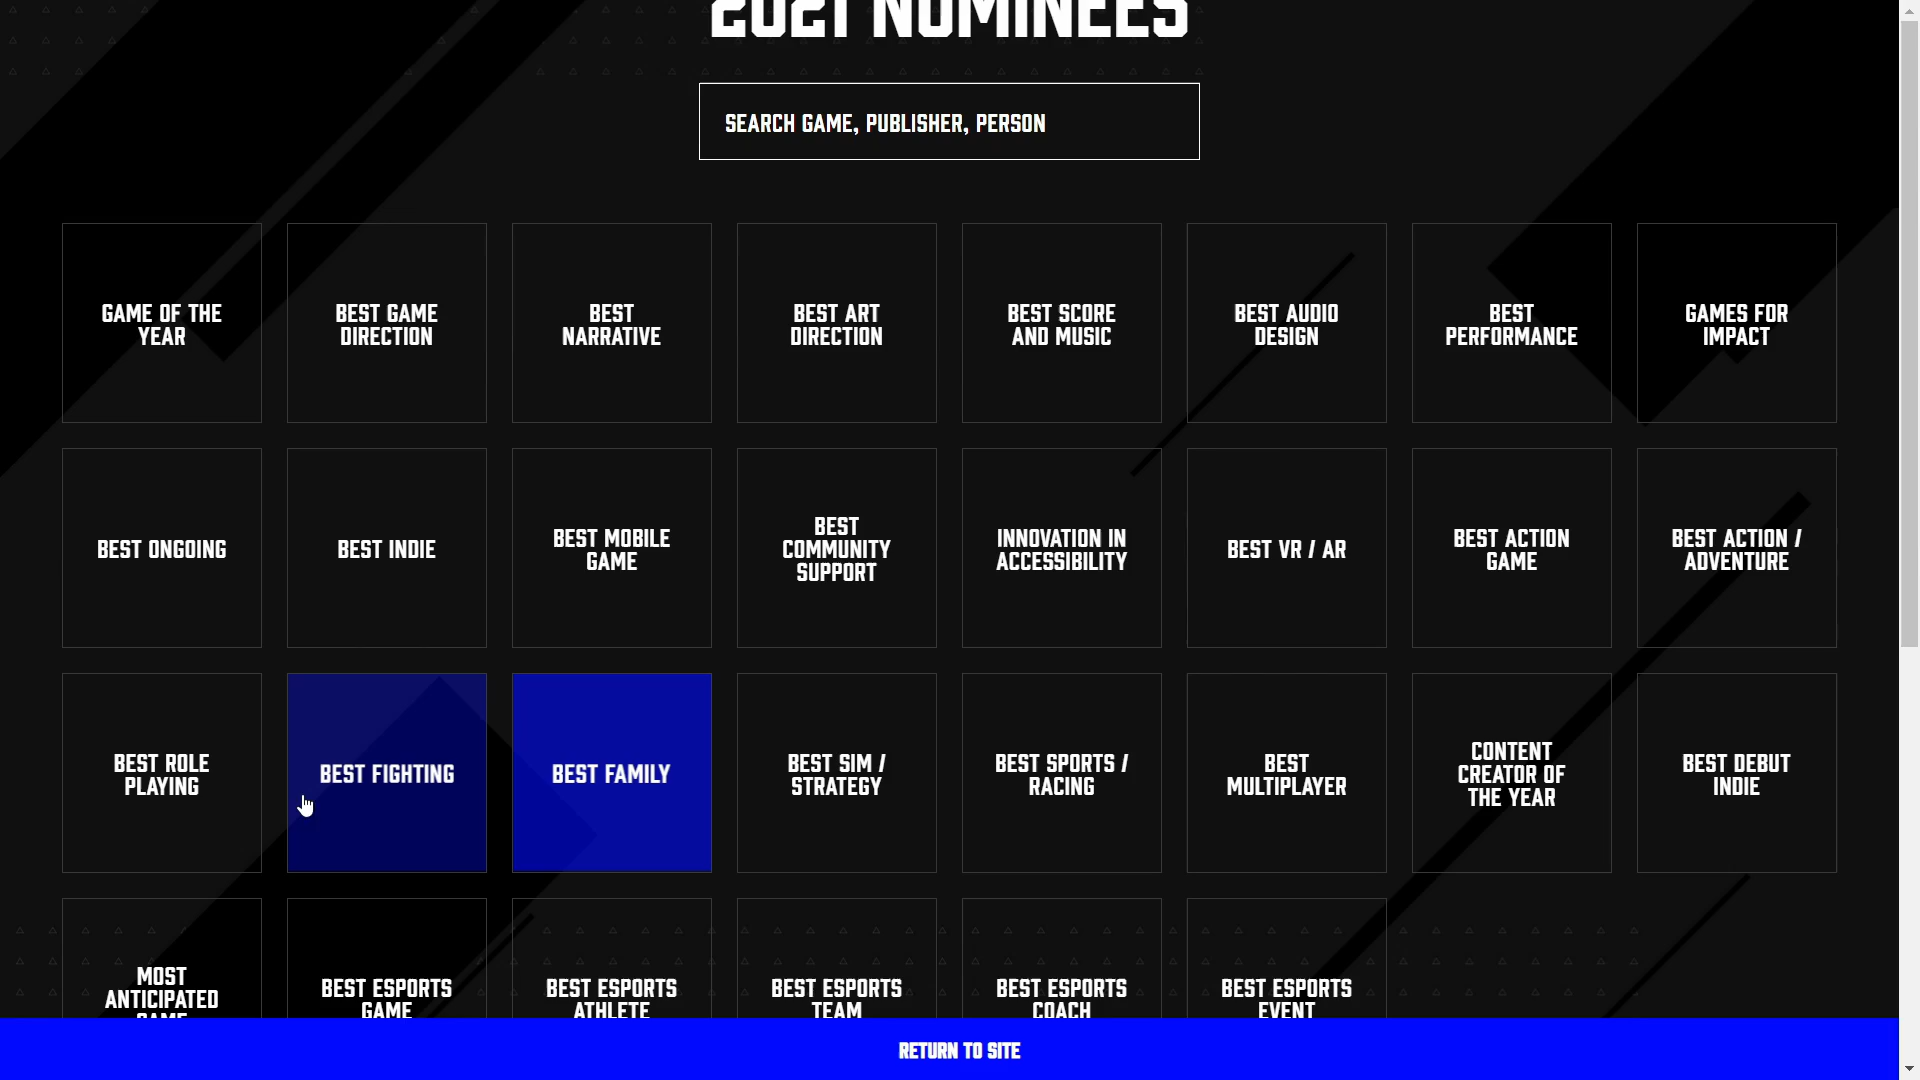 2021 NOMINEES
SEARCH GAME, PUBLISHER, PERSON
GAME OF THE
YEAR
BEST GAME
DIRECTION
BEST
NARRATIVE
BEST ART
DIRECTION
BEST SCORE
AND MUSIC
BEST AUDIO
DESIGN
BEST
PERFORMANCE
GAMES FOR
IMPACT
BEST ONGOING
BEST INDIE
BEST MOBILE
GAME
BEST
COMMUNITY
SUPPORT
INNOVATION IN
ACCESSIBILITY
BEST VR / AR
BEST ACTION
GAME
BEST ACTION /
ADVENTURE
BEST ROLE
PLAYING
BEST FIGHTING
BEST FAMILY
BEST SIM /
STRATEGY
BEST SPORTS /
RACING
BEST
MULTIPLAYER
CONTENT
CREATOR OF
THE YEAR
BEST DEBUT
INDIE
MOST
ANTICIPATED
GAME
BEST ESPORTS
GAME
BEST ESPORTS
ATHLETE
BEST ESPORTS
TEAM
BEST ESPORTS
COACH
BEST ESPORTS
EVENT
RETURN TO SITE